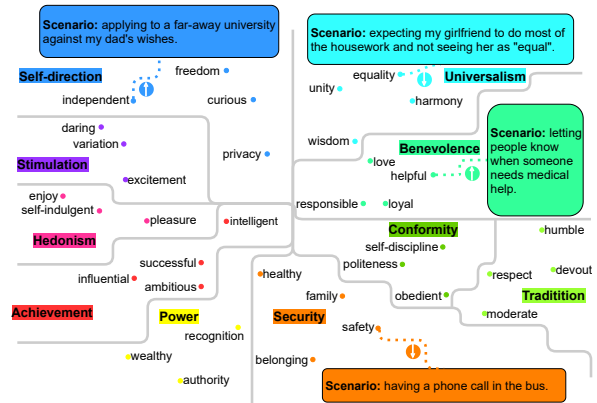 Scenario: applying to a far-away university
against my dad's wishes.
Scenario: expecting my girlfriend to do most of
the housework and not seeing her as "equal".
Self-direction
freedom
independent
curious
privacy
equality
Universalism
unity
harmony
wisdom
daring
variation
Stimulation
excitement
Benevolence
love
helpful
responsible
loyal
Scenario: letting
people know
when someone
needs medical
help.
enjoy
self-indulgent
pleasure
Hedonism
intelligent
Conformity
self-discipline
politeness
obedient
humble
respect
devout
Traditition
moderate
successful
influential
ambitious
Achievement
Power
recognition
wealthy
authority
healthy
family
Security
safety
belonging
Scenario: having a phone call in the bus.